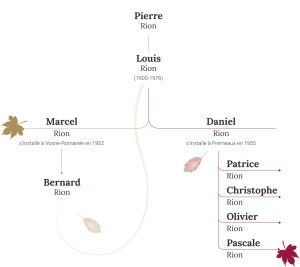 Pierre
Rion
Louis
Rion
(1900-1976)
Marcel
Rion
s'installe à Vosne-Romanée en 1952
Daniel
Rion
s'installe à Premeaux en 1955
Bernard
Rion
Patrice
Rion
Christophe
Rion
Olivier
Rion
Pascale
Rion